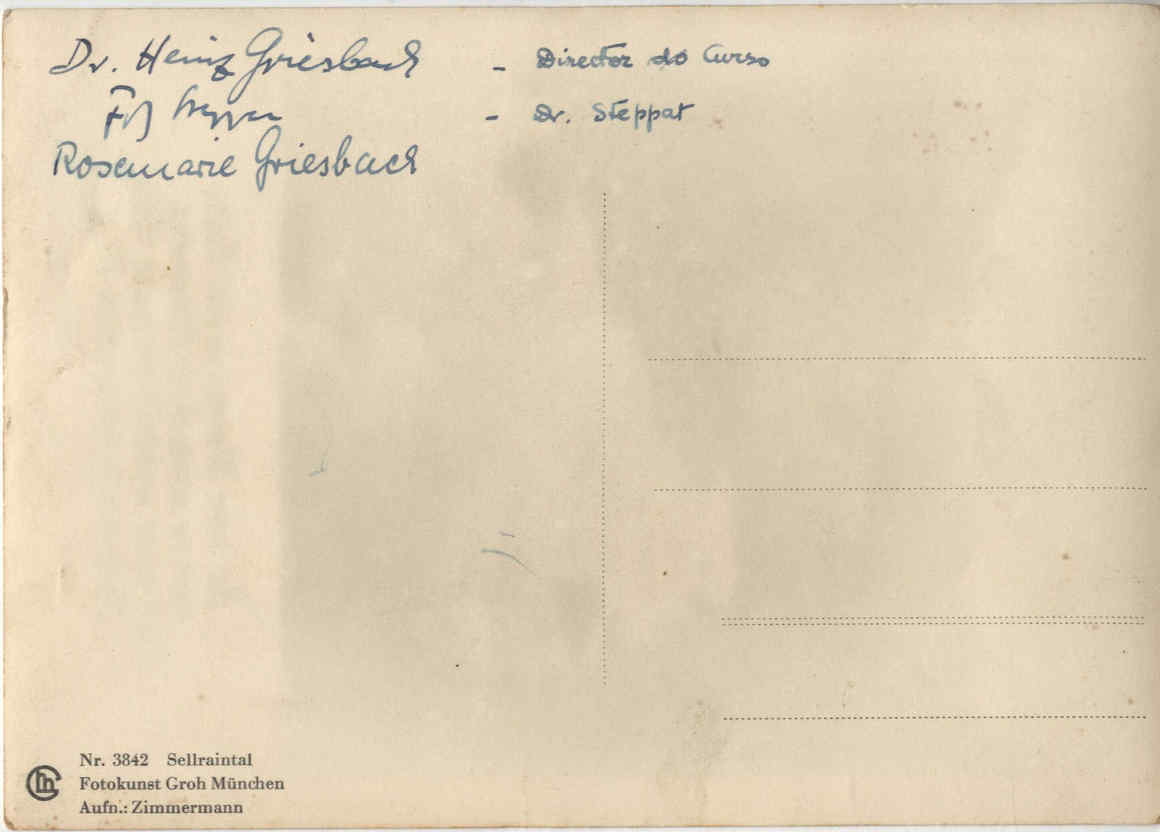 Dr. Heinz Griesbach - Director do Curso
- Dr. Steppat
Rosemarie Griesbach
Nr. 3842 Sellraintal
Fotokunst Groh München
Aufn.: Zimmermann